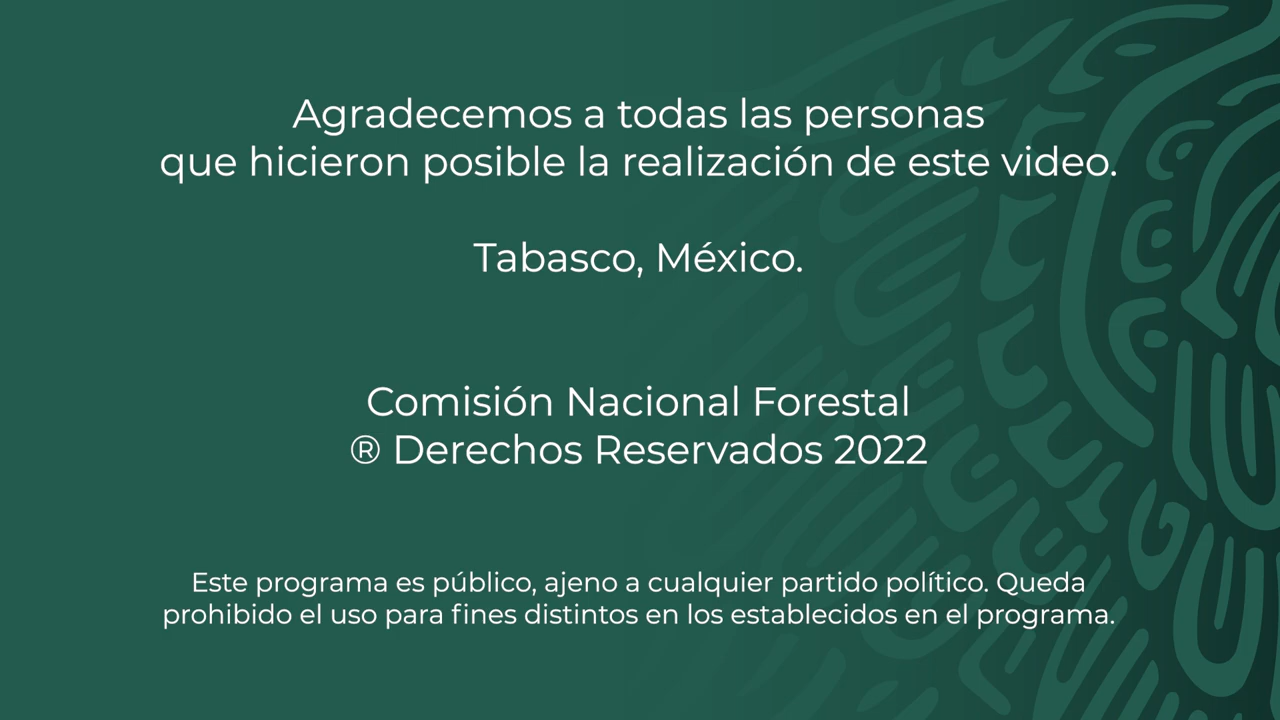 Agradecemos a todas las personas
que hicieron posible la realización de este video.
Tabasco, México.
Comisión Nacional Forestal
® Derechos Reservados 2022
Este programa es público, ajeno a cualquier partido político. Queda
prohibido el uso para fines distintos en los establecidos en el programa.